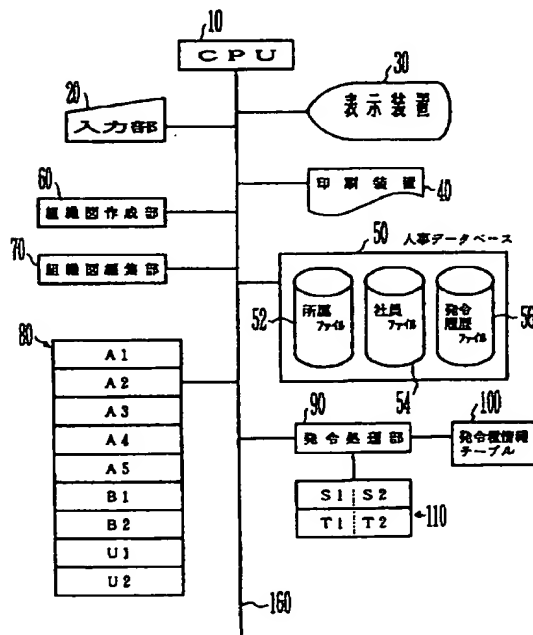 10
CPU
20
入力部
30
表示装置
60
組織図作成部
印刷装置
40
70
組織図編集部
50
人事データベース
52
所属
ファイル
社員
ファイル
発令
履歴
ファイル
56
54
80
A1
A2
A3
A4
A5
B1
B2
U1
U2
90
発令処理部
100
発令種情報
テーブル
S1 S2
T1 T2
110
160